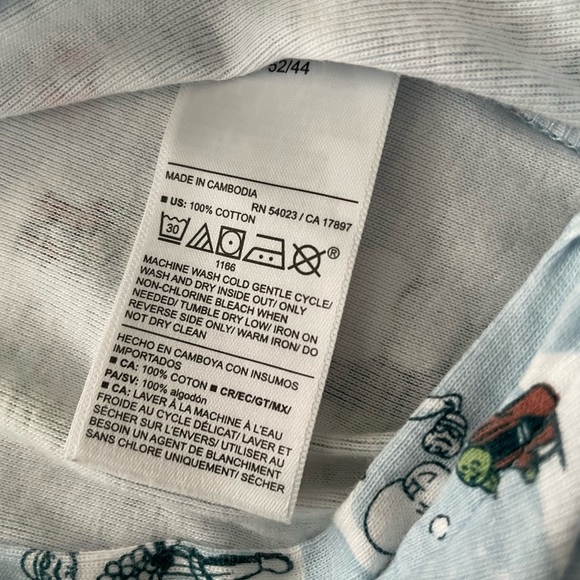 52/44
MADE IN CAMBODIA
RN 54023 / CA 17897
■ US: 100% COTTON
30
®
1166
MACHINE WASH COLD GENTLE CYCLE/
WASH AND DRY INSIDE OUT/ ONLY
NON-CHLORINE BLEACH WHEN
NEEDED/ TUMBLE DRY LOW/ IRON ON
REVERSE SIDE ONLY/ WARM IRON/ DO
NOT DRY CLEAN
HECHO EN CAMBOYA CON INSUMOS
IMPORTADOS
■ CA: 100% COTON ■ CR/EC/GT/MX/
PA/SV: 100% algodón
■ CA: LAVER À LA MACHINE À L'EAU
FROIDE AU CYCLE DÉLICAT/ LAVER ET
SÉCHER SUR L'ENVERS/ UTILISER AU
BESOIN UN AGENT DE BLANCHIMENT
SANS CHLORE UNIQUEMENT/ SÉCHER